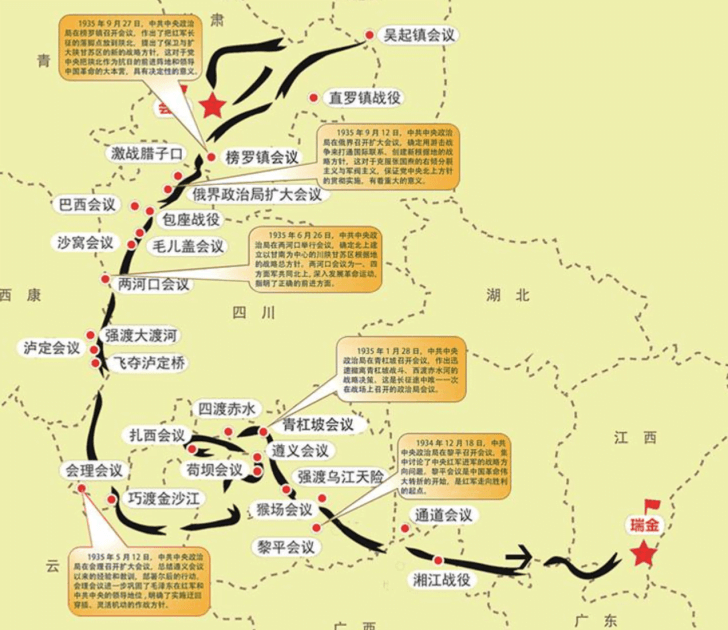 肃
青
1935年9月27日，中共中央政治
局在榜罗镇召开会议，作出了把红军长
征的落脚点放到陕北，提出了保卫与扩
大陕甘苏区的新的战略方针，这对于党
中央把陕北作为抗日的前进阵地和领导
中国革命的大本营，具有决定性的意义。
吴起镇会议
直罗镇战役
1935年9月12日，中共中央政治
局在俄界召开扩大会议，确定用游击战
争来打通国际联系、创建新根据地的战
略方针，这对于克服张国焘的右倾分裂
主义与军阀主义，保证党中央北上方针
的贯彻实施，有着重大的意义。
激战腊子口
榜罗镇会议
俄界政治局扩大会议
巴西会议
包座战役
沙窝会议
毛儿盖会议
1935年6月26日，中共中央政
治局在两河口举行会议，确定北上建
立以甘南为中心的川陕甘苏区根据地
的战略总方针，两河口会议为一、四
方面军共同北上，深入发展革命运动，
指明了正确的前进方面。
两河口会议
西康
四川
湖北
强渡大渡河
泸定会议
飞夺泸定桥
1935年1月28日，中共中央
政治局在青杠坡召开会议，作出迅
速撤离青杠坡战斗、西渡赤水河的
战略决策，这是长征途中唯一一次
在战场上召开的政治局会议。
四渡赤水
青杠坡会议
扎西会议
遵义会议
苟坝会议
强渡乌江天险
1934年12月18日，中共
中央政治局在黎平召开会议，集
中讨论了中央红军进军的战略方
向问题，黎平会议是中国革命伟
大转折的开始，是红军走向胜利
的起点。
江西
会理会议
巧渡金沙江
猴场会议
黎平会议
通道会议
瑞金
湘江战役
云
1935年5月12日，中共中央政治
局在会理召开扩大会议，总结遵义会议
以来的经验和教训，部署尔后的行动，
会理会议进一步巩固了毛泽东在红军和
中共中央的领导地位，明确了实施迂回
穿插、灵活机动的作战方针。
广西
广东